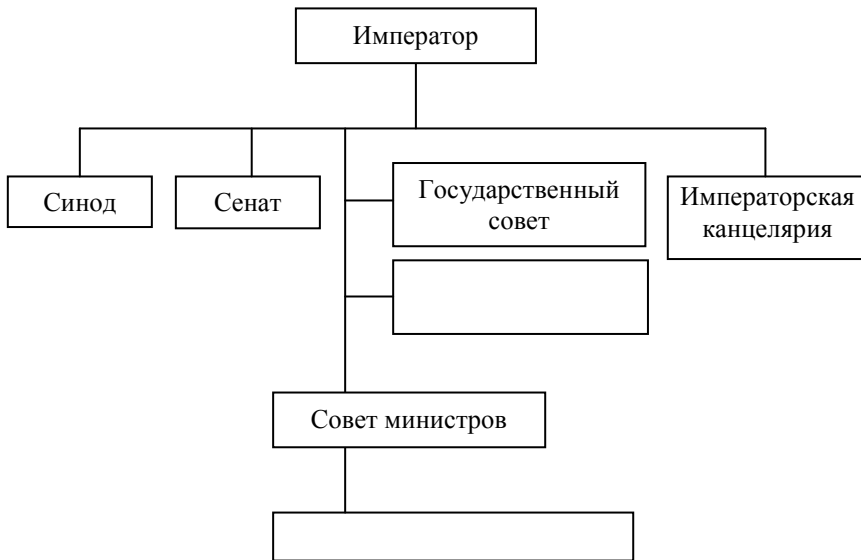 Император
Синод
Сенат
Государственный
совет
Императорская
канцелярия
Совет министров